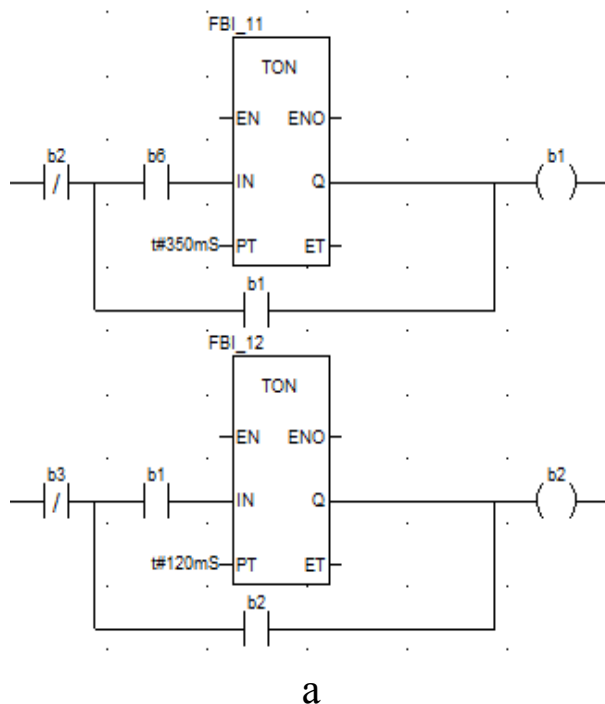 FBI_11
TON
EN ENO
b2 b6 b1
IN Q
t#350mS PT ET
b1
FBI_12
TON
EN ENO
b3 b1 b2
IN Q
t#120mS PT ET
b2
a